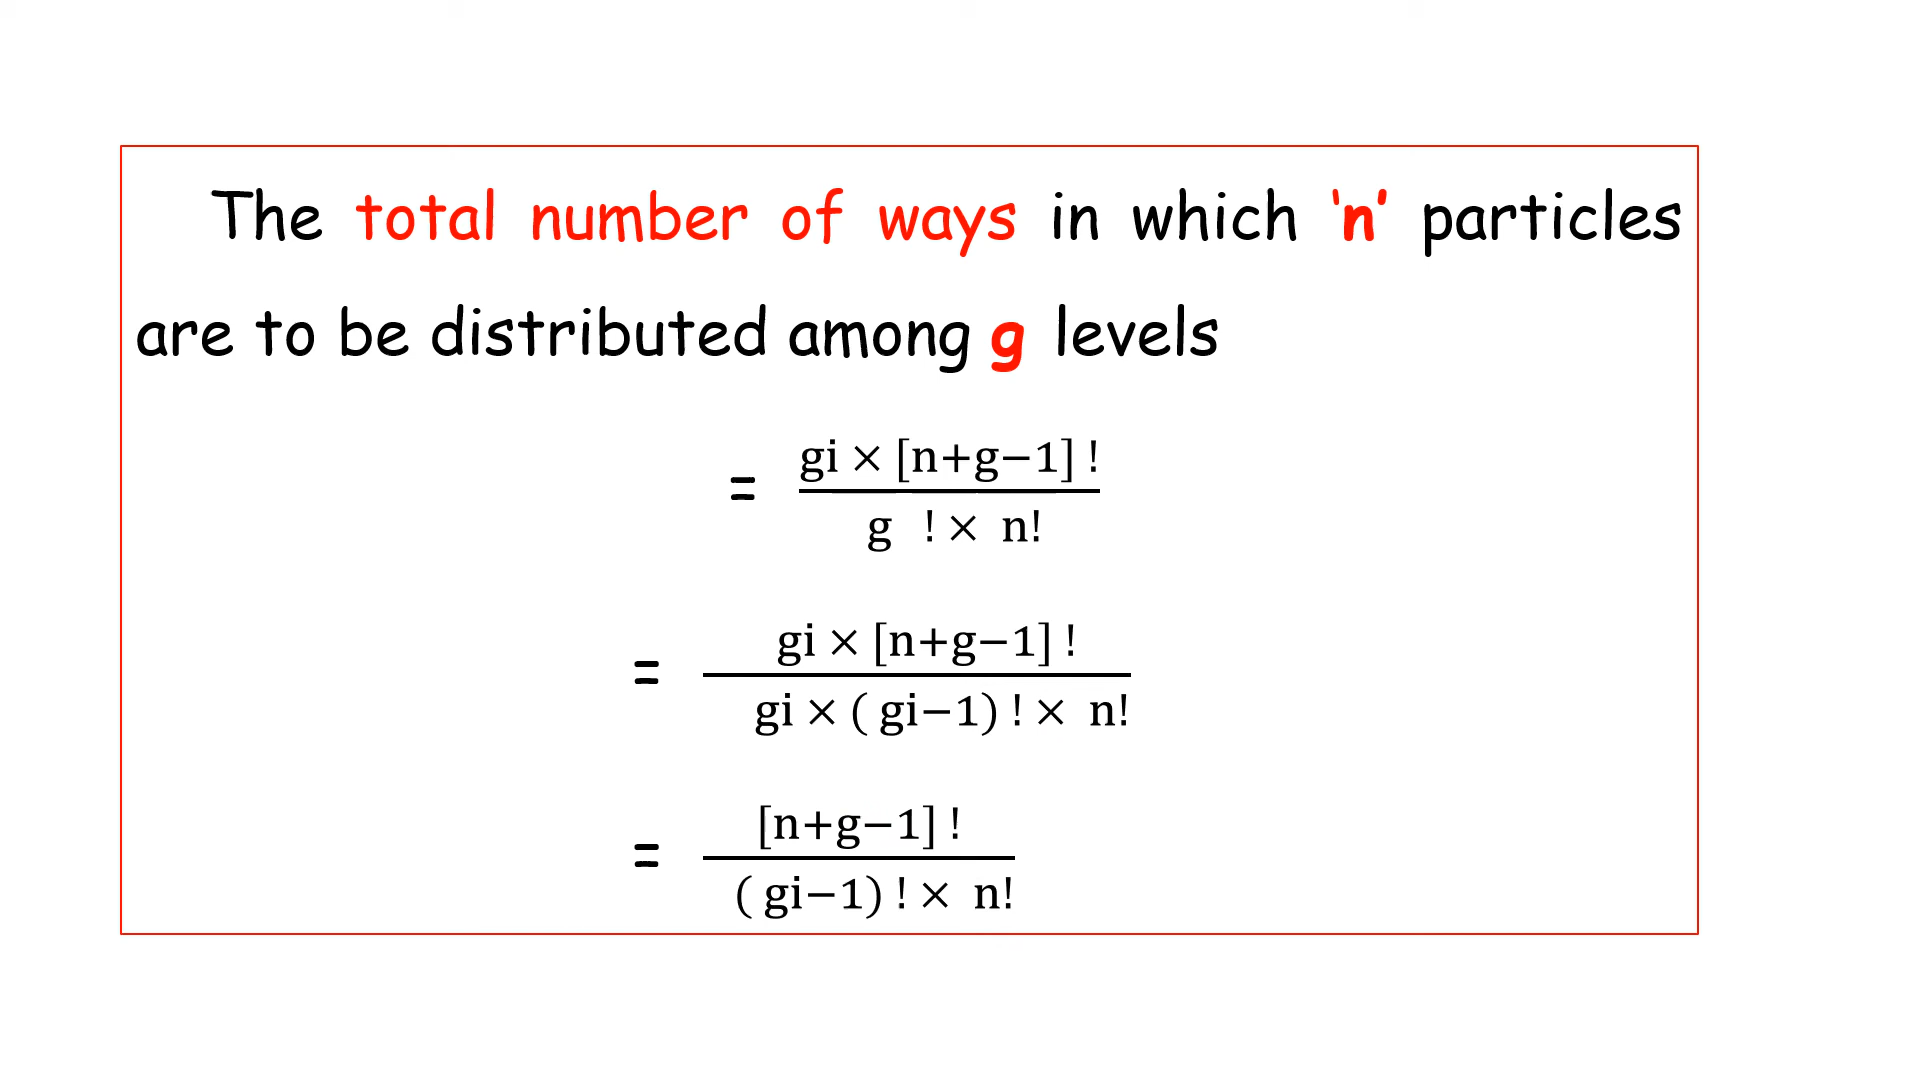 The total number of ways in which ‘n’ particles
are to be distributed among g levels
= gi × [n+g−1] !
g ! × n!
= gi × [n+g−1] !
gi × ( gi−1) ! × n!
= [n+g−1] !
( gi−1) ! × n!